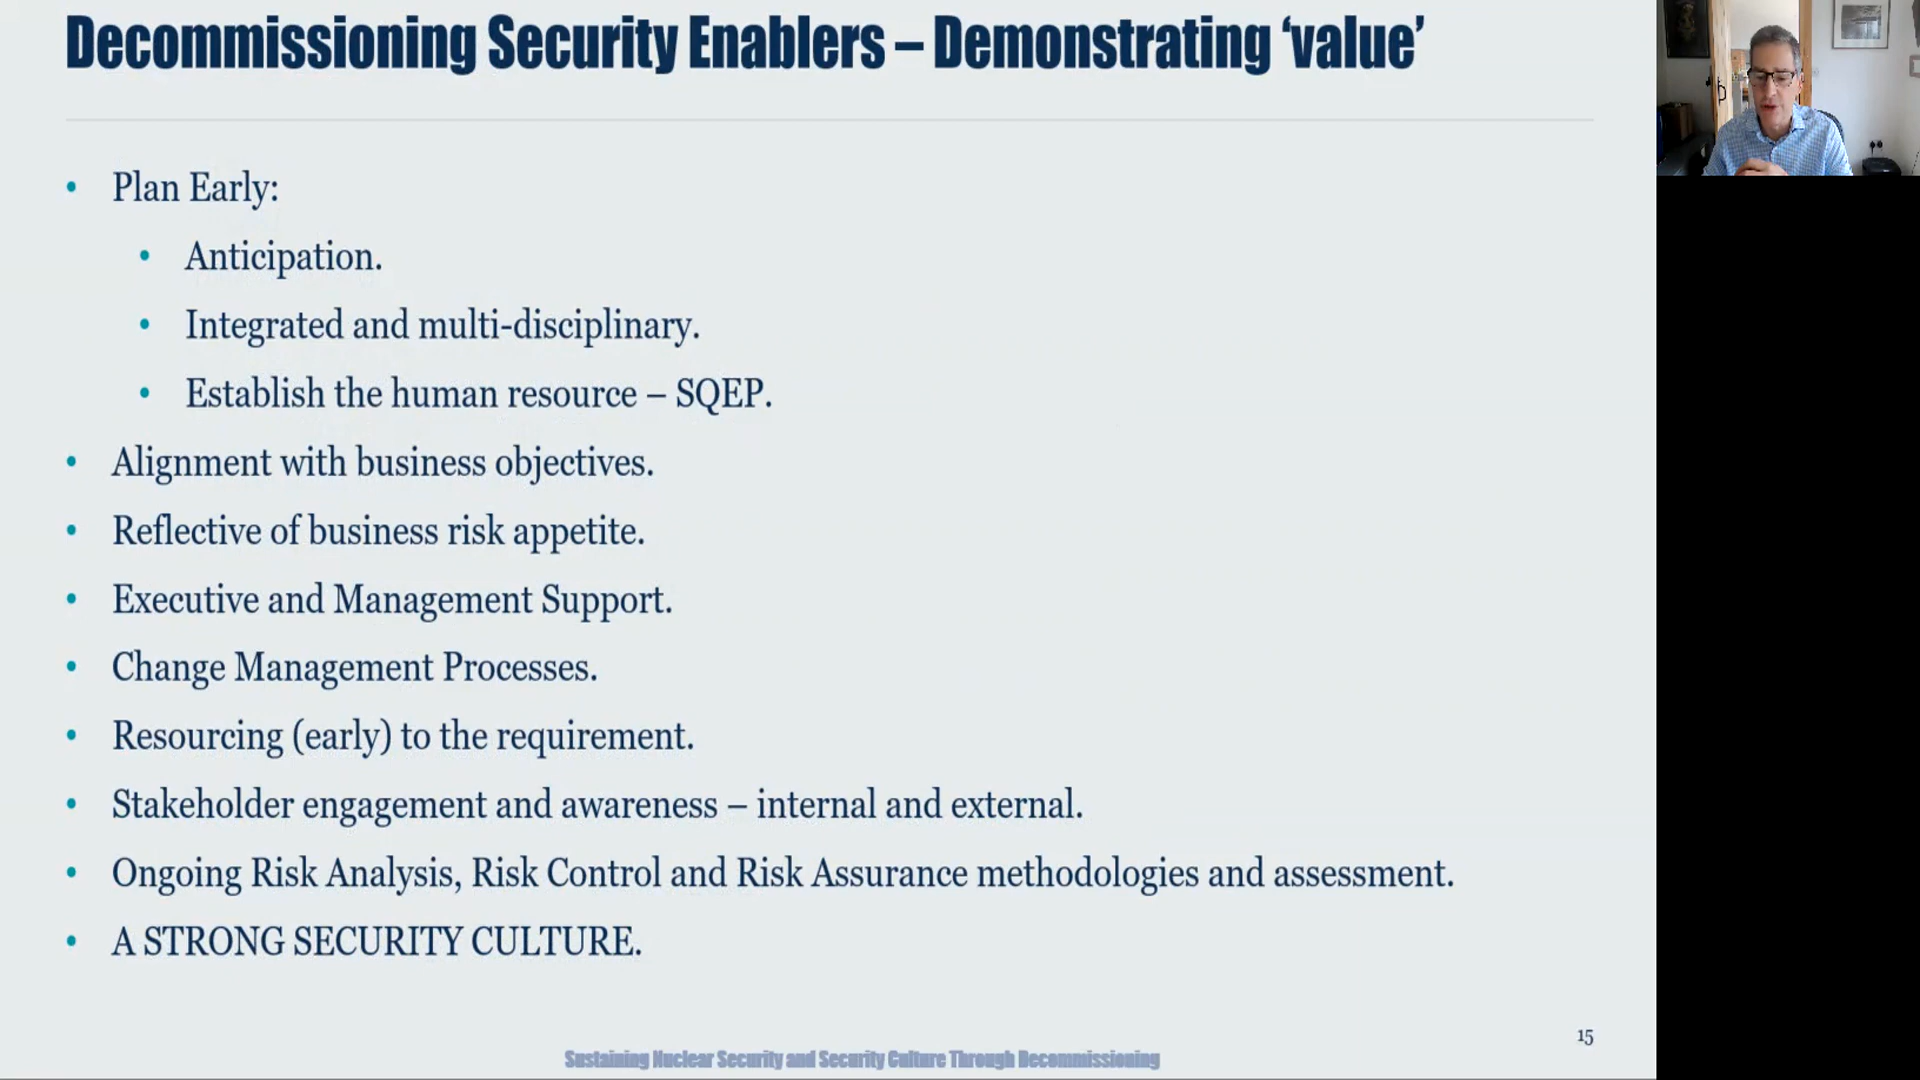 Decommissioning Security Enablers – Demonstrating ‘value’
• Plan Early:
• Anticipation.
• Integrated and multi-disciplinary.
• Establish the human resource – SQEP.
• Alignment with business objectives.
• Reflective of business risk appetite.
• Executive and Management Support.
• Change Management Processes.
• Resourcing (early) to the requirement.
• Stakeholder engagement and awareness – internal and external.
• Ongoing Risk Analysis, Risk Control and Risk Assurance methodologies and assessment.
• A STRONG SECURITY CULTURE.
15
Sustaining Nuclear Security and Security Culture Through Decommissioning